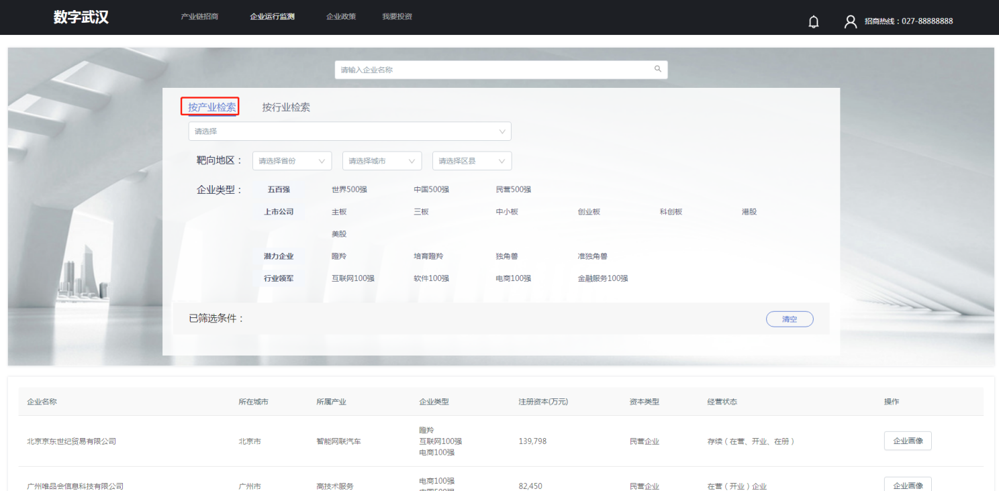 数字武汉
产业链招商 企业运行监测 企业政策 我要投资
招商热线：027-88888888
请输入企业名称
按产业检索 按行业检索
请选择
靶向地区： 请选择省份 请选择城市 请选择区县
企业类型： 五百强 世界500强 中国500强 民营500强
上市公司 主板 三板 中小板 创业板 科创板 港股
美股
潜力企业 瞪羚 培育瞪羚 独角兽 准独角兽
行业领军 互联网100强 软件100强 电商100强 金融服务100强
已筛选条件： 清空
企业名称 所在城市 所属产业 企业类型 注册资本(万元) 资本类型 经营状态 操作
瞪羚
北京京东世纪贸易有限公司 北京市 智能网联汽车 互联网100强 139,798 民营企业 存续（在营、开业、在册） 企业画像
电商100强
电商100强
广州唯品会信息科技有限公司 广州市 高技术服务 82,450 民营企业 在营（开业）企业 企业画像
中国500强